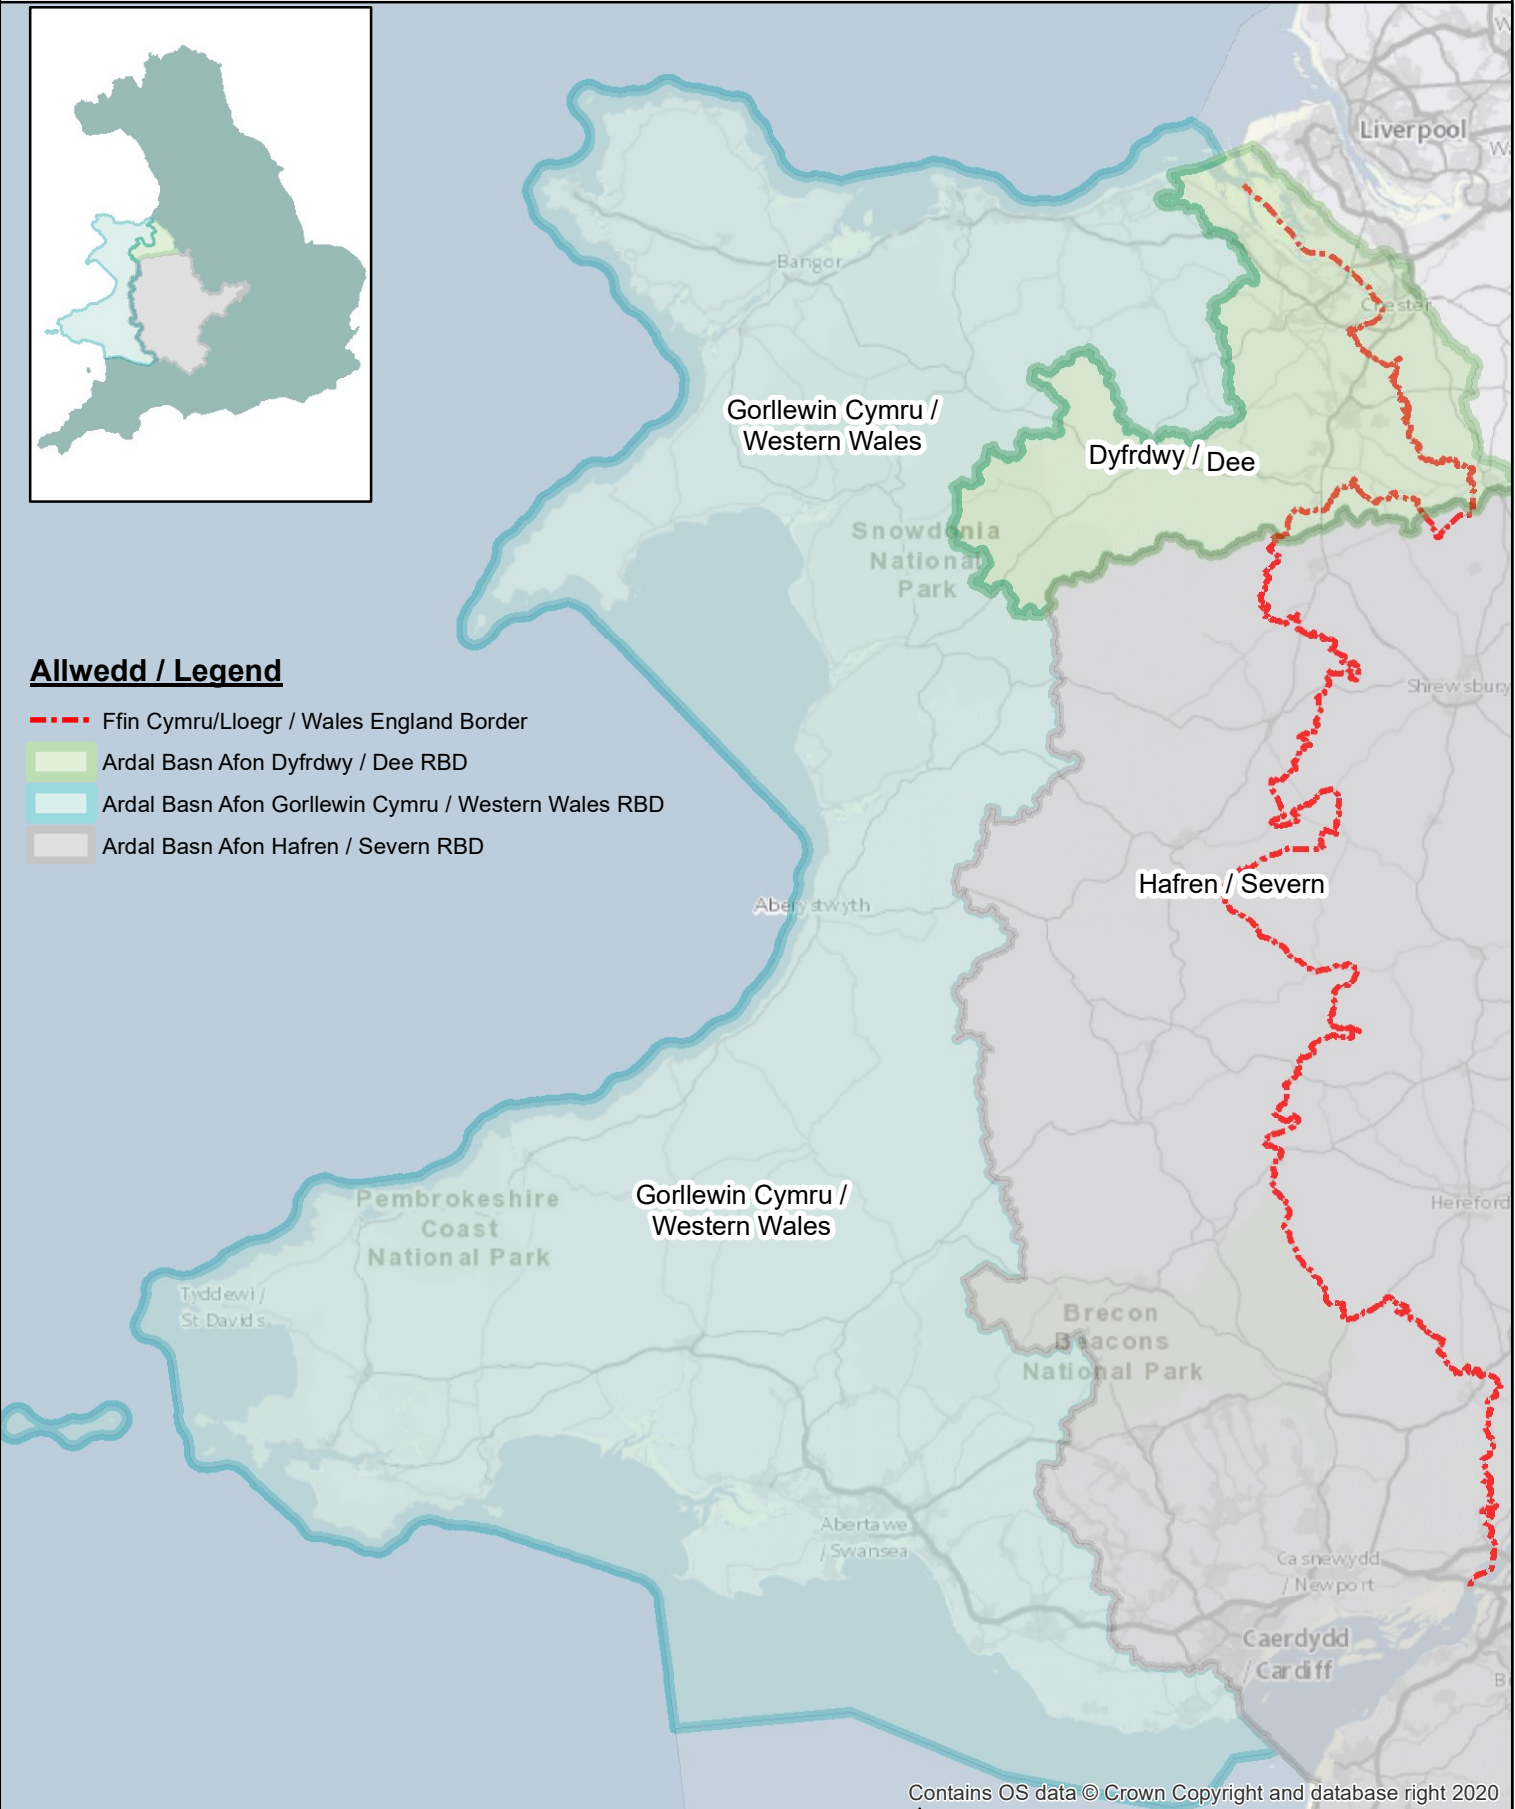 Liverpool
Bangor
Chester
Gorllewin Cymru /
Western Wales
Dyfrdwy / Dee
Snowdonia
National
Park
Allwedd / Legend
Ffin Cymru/Lloegr / Wales England Border
Ardal Basn Afon Dyfrdwy / Dee RBD
Ardal Basn Afon Gorllewin Cymru / Western Wales RBD
Ardal Basn Afon Hafren / Severn RBD
Shrewsbury
Hafren / Severn
Aberystwyth
Gorllewin Cymru /
Western Wales
Pembrokeshire
Coast
National Park
Hereford
Tyddewi /
St Davids
Brecon
Beacons
National Park
Abertawe
/ Swansea
Casnewydd
/ Newport
Caerdydd
/ Cardiff
Contains OS data © Crown Copyright and database right 2020